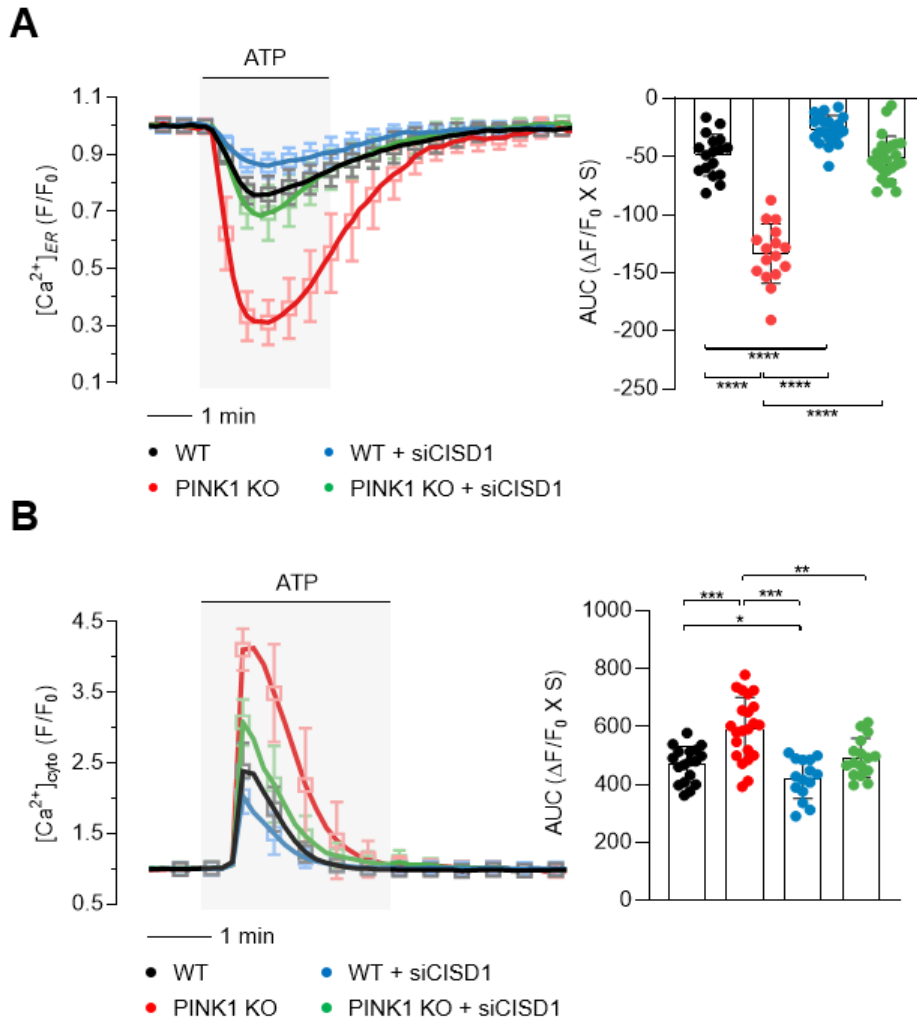 A
ATP
1.1
0.9
0.7
0.5
0.3
0.1
[Ca²⁺]ER (F/F₀)
1 min
WT
WT + siCISD1
PINK1 KO
PINK1 KO + siCISD1
0
-50
-100
-150
-200
-250
AUC (ΔF/F₀ X S)
****
**** ****
****
B
ATP
4.5
3.5
2.5
1.5
0.5
[Ca²⁺]cyto (F/F₀)
1 min
WT
WT + siCISD1
PINK1 KO
PINK1 KO + siCISD1
**
*** ***
*
1000
800
600
400
200
0
AUC (ΔF/F₀ X S)